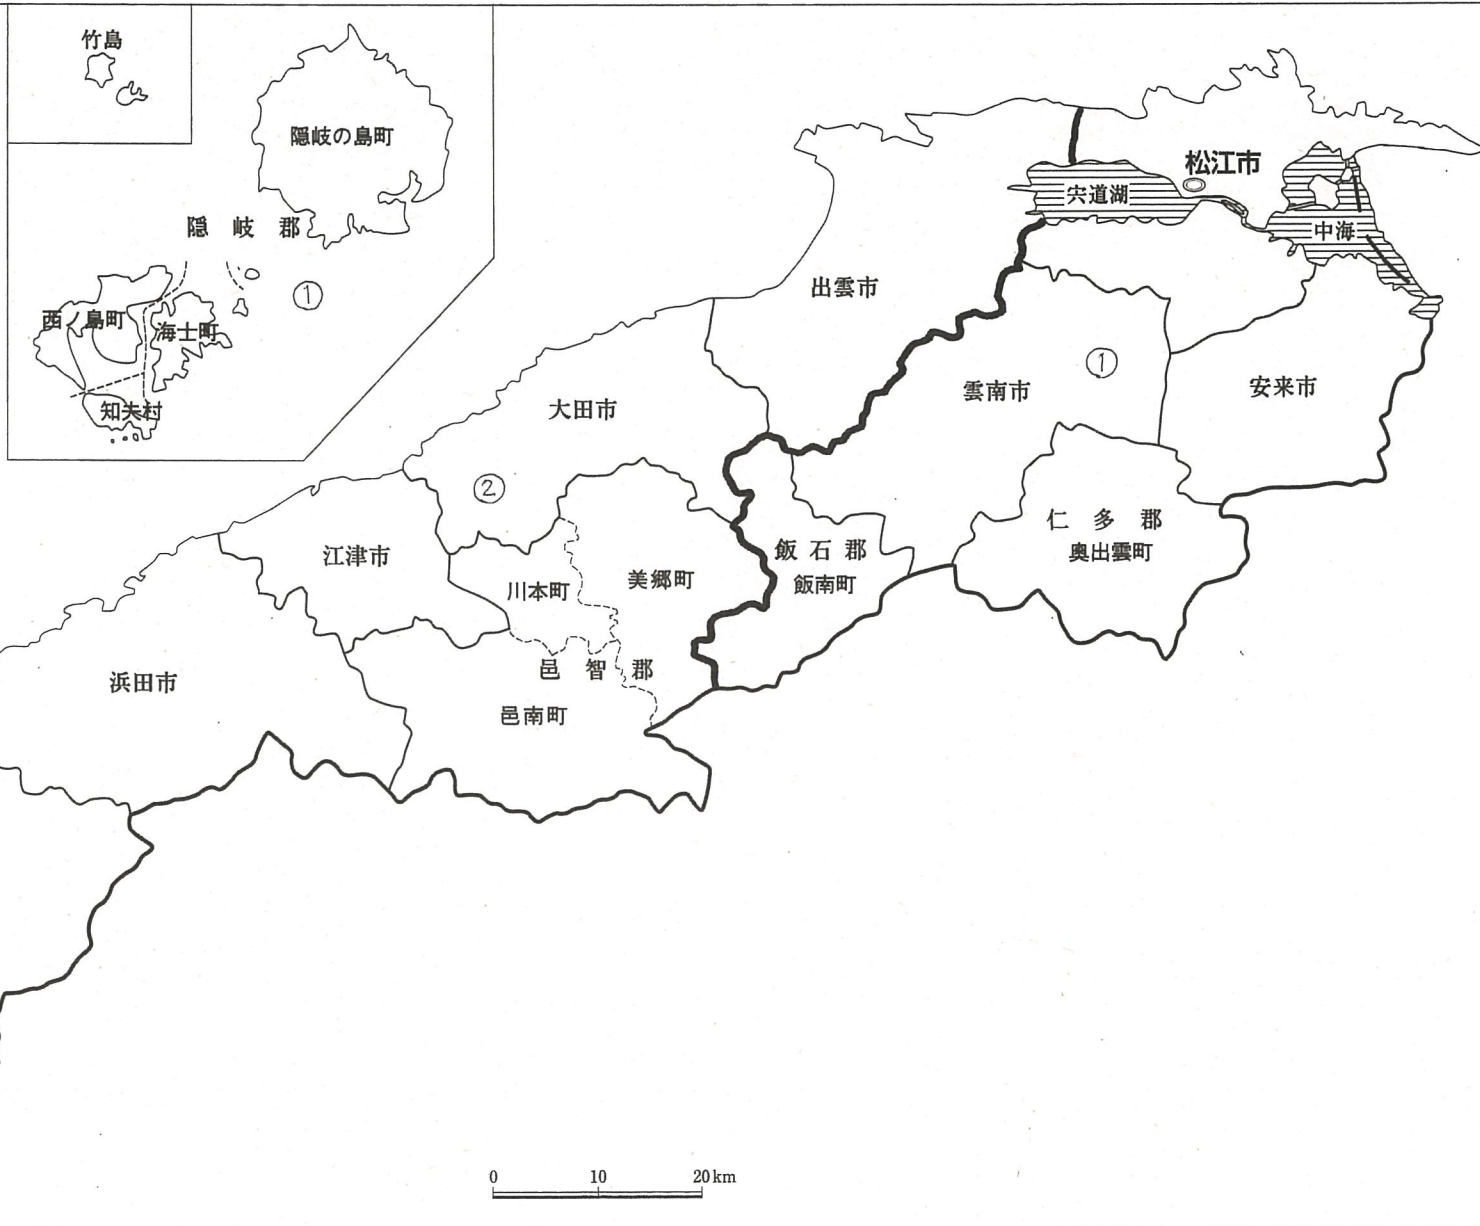 竹島
隠岐の島町
隠岐郡
①
西ノ島町
海士町
知夫村
松江市
宍道湖
中海
出雲市
①
雲南市
安来市
大田市
②
仁多郡
奥出雲町
飯石郡
飯南町
江津市
川本町
美郷町
邑智郡
邑南町
浜田市
0 10 20km